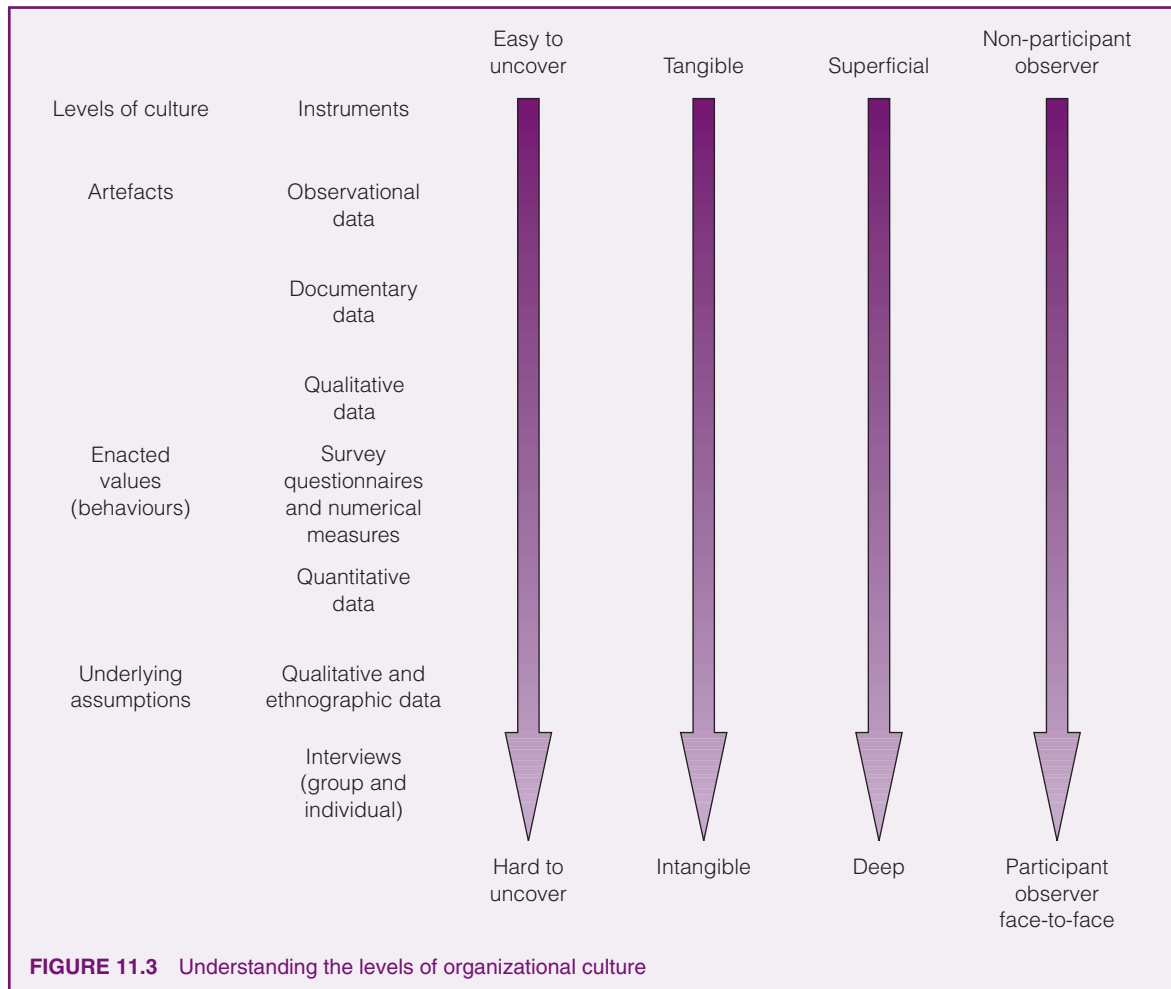 Easy to
uncover
Tangible
Superficial
Non-participant
observer
Levels of culture
Instruments
Artefacts
Observational
data
Documentary
data
Qualitative
data
Enacted
values
(behaviours)
Survey
questionnaires
and numerical
measures
Quantitative
data
Underlying
assumptions
Qualitative and
ethnographic data
Interviews
(group and
individual)
Hard to
uncover
Intangible
Deep
Participant
observer
face-to-face
FIGURE 11.3 Understanding the levels of organizational culture